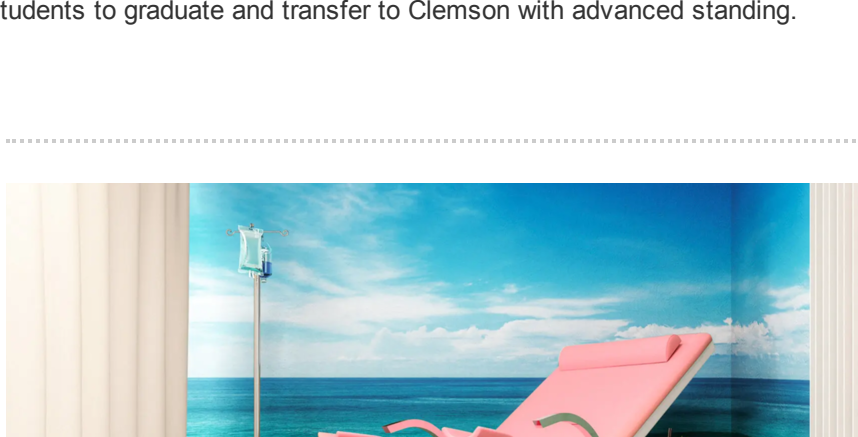 tudents to graduate and transfer to Clemson with advanced standing.